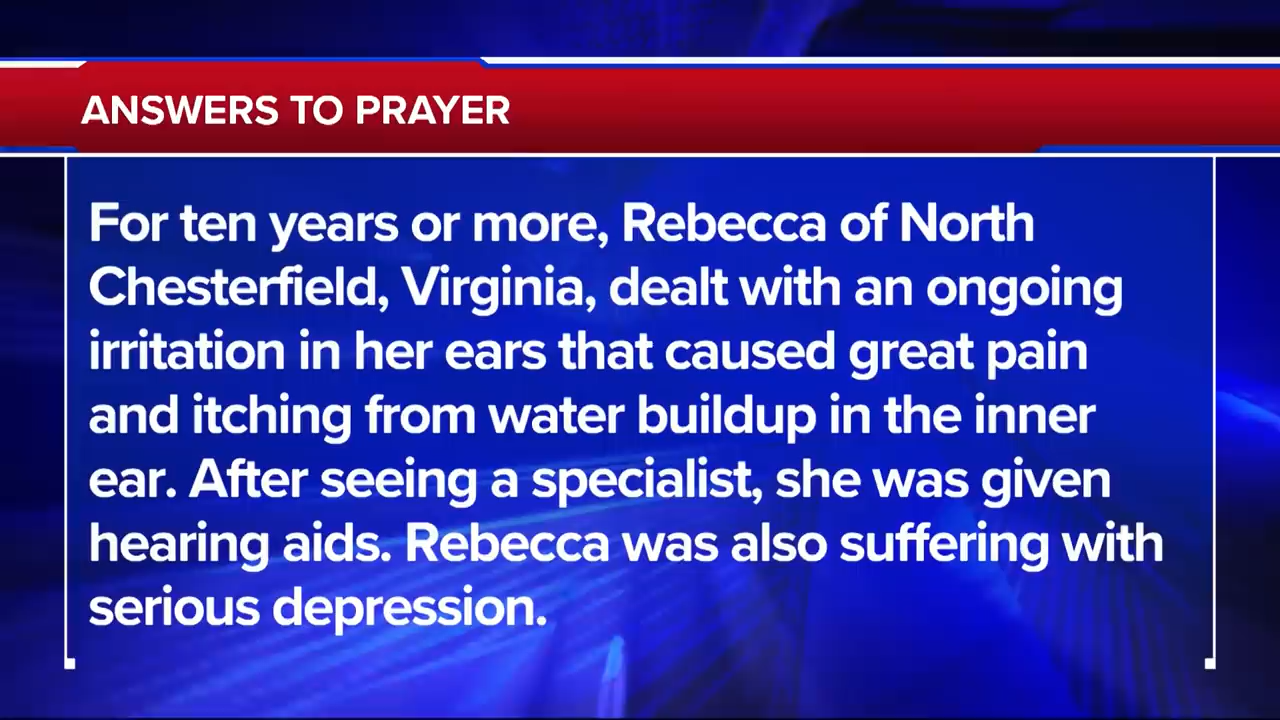 ANSWERS TO PRAYER
For ten years or more, Rebecca of North
Chesterfield, Virginia, dealt with an ongoing
irritation in her ears that caused great pain
and itching from water buildup in the inner
ear. After seeing a specialist, she was given
hearing aids. Rebecca was also suffering with
serious depression.